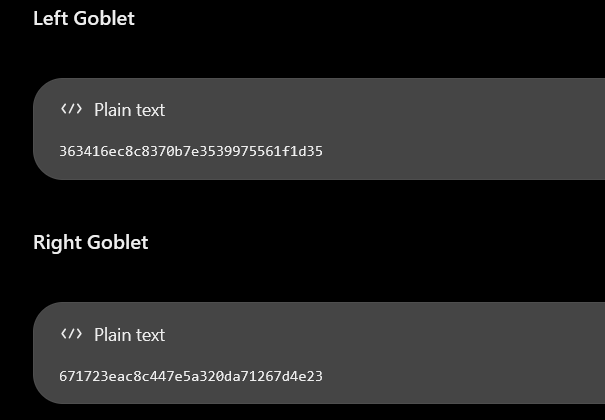 Left Goblet
Plain text
363416ec8c8370b7e3539975561f1d35
Right Goblet
Plain text
671723eac8c447e5a320da71267d4e23